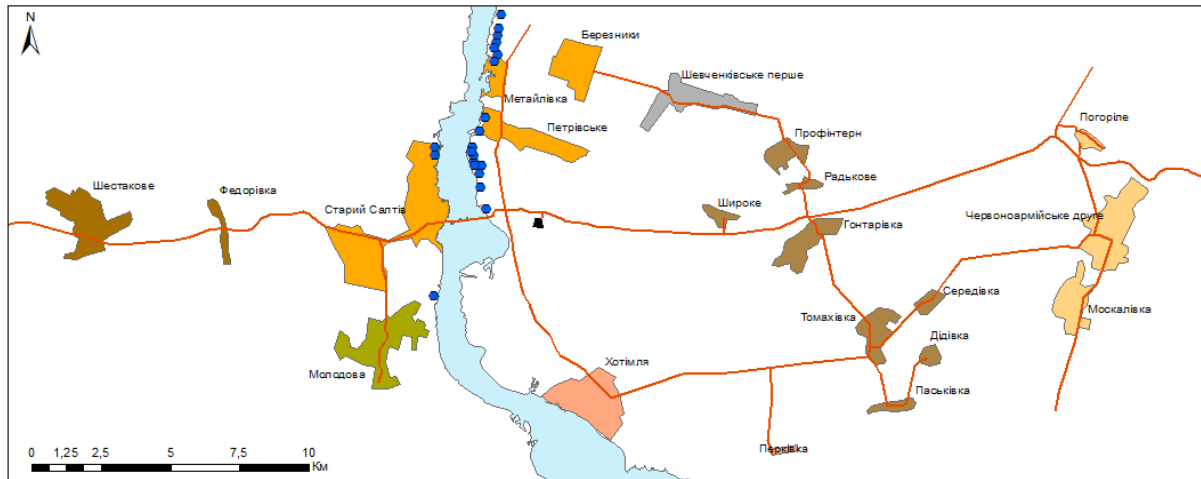 N
Березники
Шевченківське перше
Метайлівка
Погоріле
Петрівське
Профінтерн
Радькове
Шестакове
Федорівка
Старий Салтів
Широке
Червоноармійське друге
Гонтарівка
Середівка
Томахівка
Москалівка
Дідівка
Хотімля
Молодова
Паськівка
Перківка
0 1,25 2,5 5 7,5 10
Км